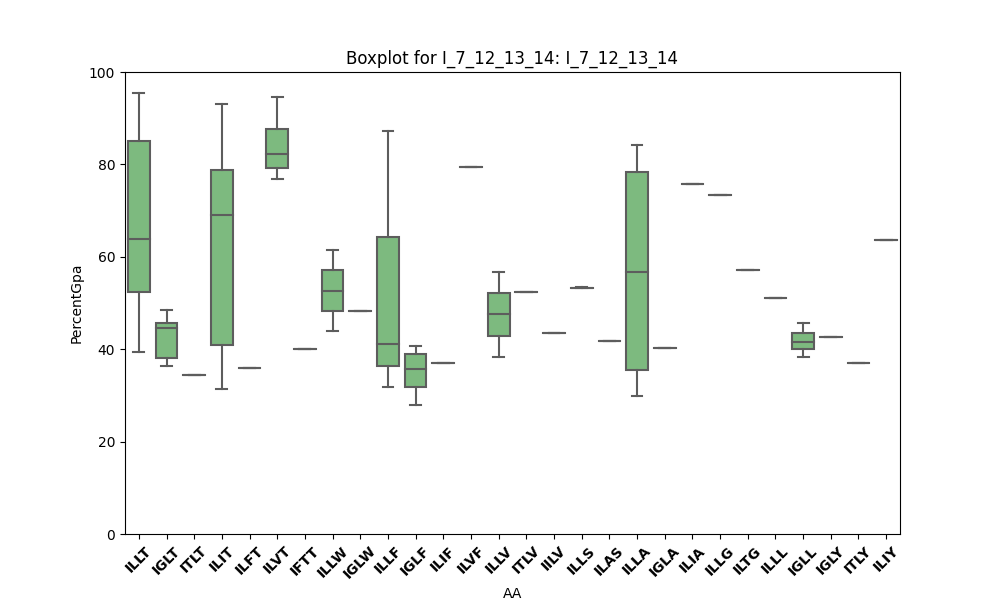 Boxplot for I_7_12_13_14: I_7_12_13_14
100
80
60
40
20
0
PercentGpa
ILLT IGLT ITLT ILIT ILFT ILVT IFTT ILLW IGLW ILLF IGLF ILIF ILVF ILLV ITLV IILV ILLS ILAS ILLA IGLA ILIA ILLG ILTG ILLL IGLL IGLY ITLY ILIY
AA